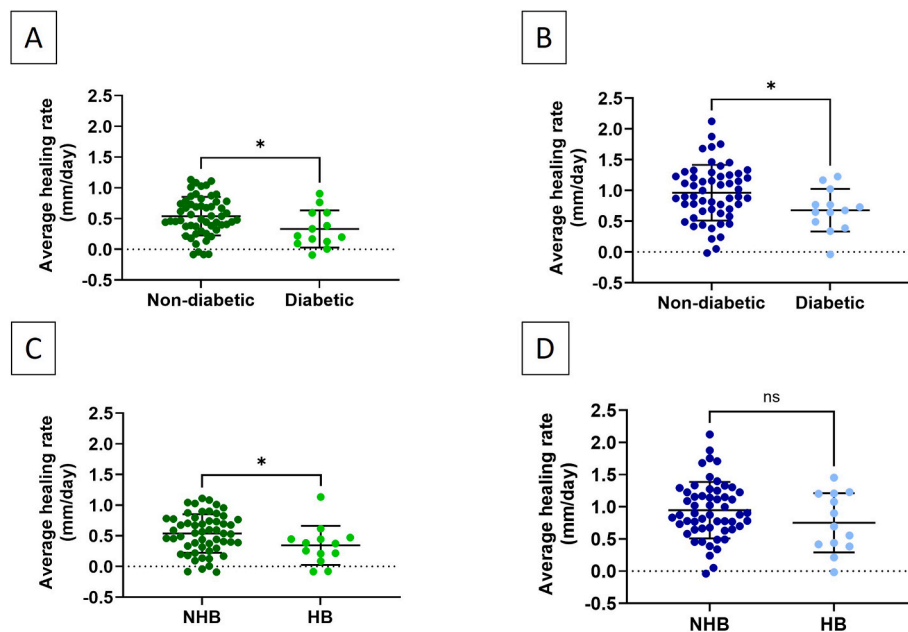 A
Average healing rate
(mm/day)
2.5
2.0
1.5
1.0
0.5
0.0
-0.5
*
Non-diabetic
Diabetic
B
Average healing rate
(mm/day)
2.5
2.0
1.5
1.0
0.5
0.0
-0.5
*
Non-diabetic
Diabetic
C
Average healing rate
(mm/day)
2.5
2.0
1.5
1.0
0.5
0.0
-0.5
*
NHB
HB
D
Average healing rate
(mm/day)
2.5
2.0
1.5
1.0
0.5
0.0
-0.5
ns
NHB
HB